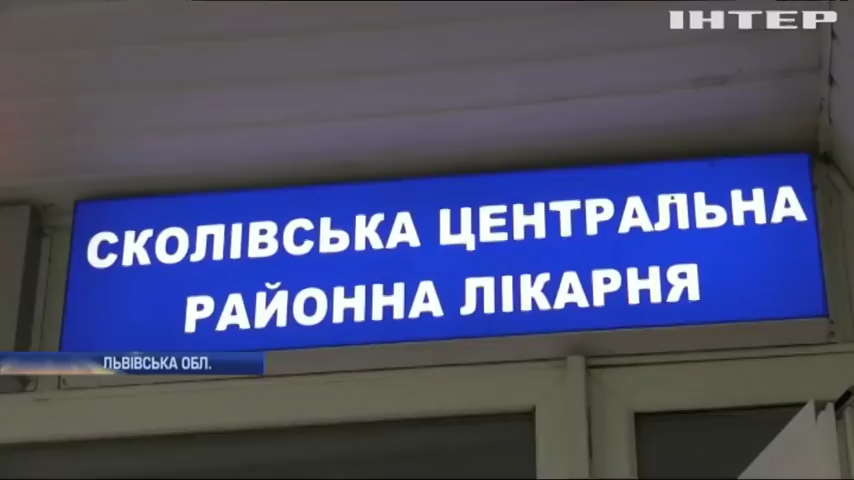 ІНТЕР
СКОЛІВСЬКА ЦЕНТРАЛЬНА
РАЙОННА ЛІКАРНЯ
ЛЬВІВСЬКА ОБЛ.